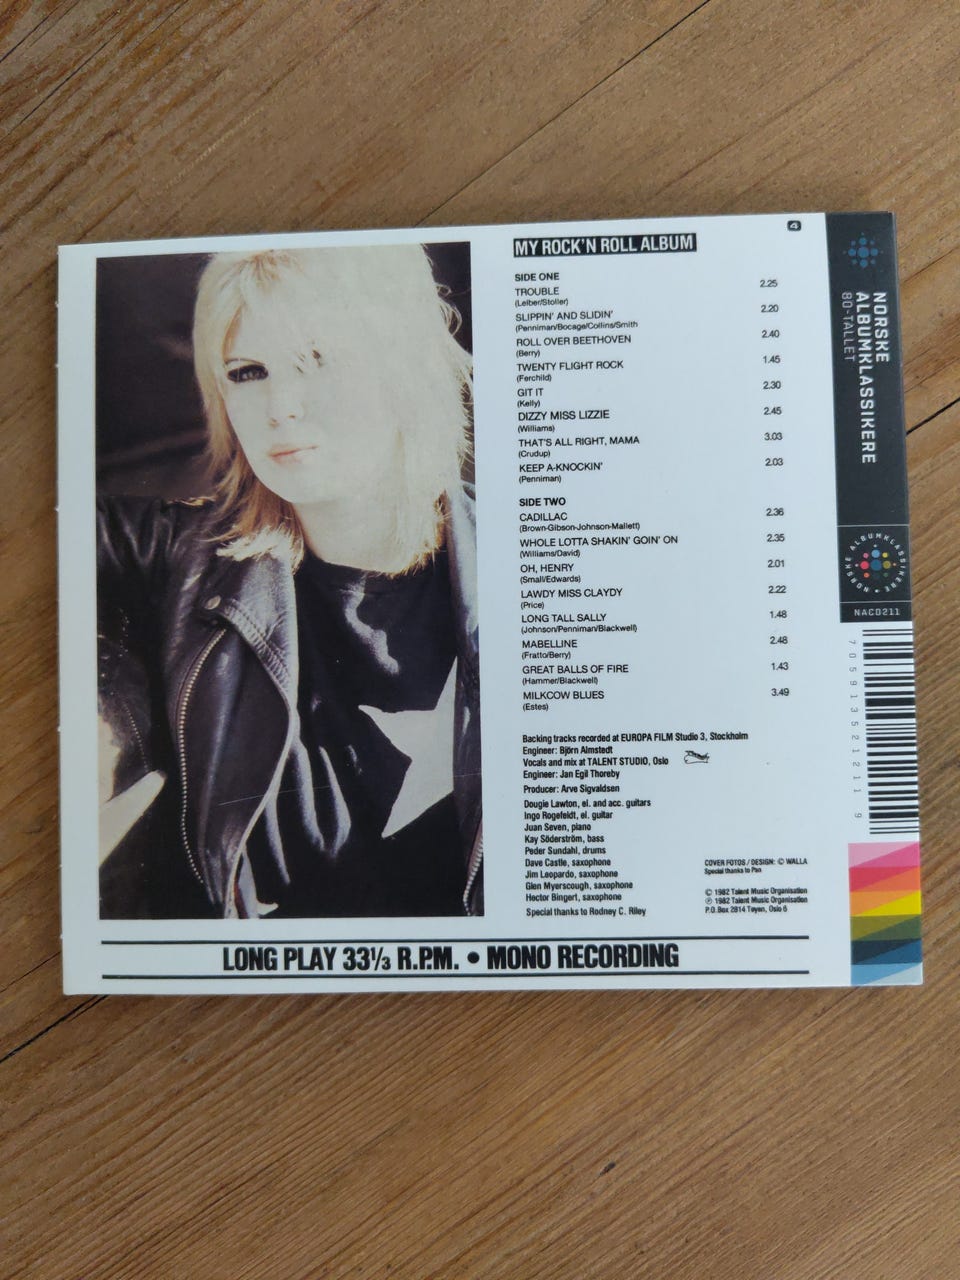 4
MY ROCK'N ROLL ALBUM
SIDE ONE
TROUBLE 2.25
(Leiber/Stoller)
SLIPPIN' AND SLIDIN' 2.20
(Penniman/Bocage/Collins/Smith
ROLL OVER BEETHOVEN 2.40
(Berry)
TWENTY FLIGHT ROCK 1.45
(Ferchild)
GIT IT 2.30
(Kelly)
DIZZY MISS LIZZIE 2.45
(Williams)
THAT'S ALL RIGHT, MAMA 3.03
(Crudup)
KEEP A-KNOCKIN' 2.03
(Penniman)
SIDE TWO
CADILLAC 2.36
(Brown-Gibson-Johnson-Mallett)
WHOLE LOTTA SHAKIN' GOIN' ON 2.35
(Williams/David)
OH, HENRY 2.01
(Small/Edwards)
LAWDY MISS CLAYDY 2.22
(Price)
LONG TALL SALLY 1.48
(Johnson/Penniman/Blackwell)
MABELLINE 2.48
(Fratto/Berry)
GREAT BALLS OF FIRE 1.43
(Hammer/Blackwell)
MILKCOW BLUES 3.49
(Estes)
Backing tracks recorded at EUROPA FILM Studio 3, Stockholm
Engineer: Björn Almstedt
Vocals and mix at TALENT STUDIO, Oslo
Engineer: Jan Egil Thoreby
Producer: Arve Sigvaldsen
Dougie Lawton, el. and acc. guitars
Ingo Rogefeldt, el. guitar
Juan Seven, piano
Kay Söderström, bass
Peder Sundahl, drums
Dave Castle, saxophone
Jim Leopardo, saxophone
Glen Myerscough, saxophone
Hector Bingert, saxophone
Special thanks to Rodney C. Riley
COVER FOTOS / DESIGN: © WALLA
Special thanks to Pan
© 1982 Talent Music Organisation
℗ 1982 Talent Music Organisation
P.O. Box 2814 Tøyen, Oslo 6
LONG PLAY 33⅓ R.P.M. • MONO RECORDING
NORSKE
ALBUMKLASSIKERE
80-TALLET
NORSKE ALBUMKLASSIKERE
NACD211
7 059135 212119